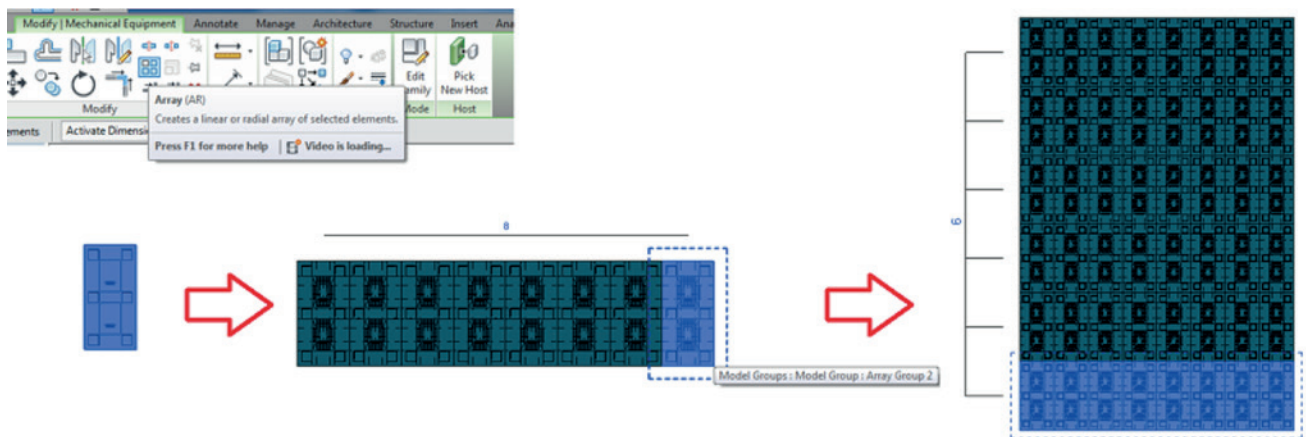 Modify | Mechanical Equipment Annotate Manage Architecture Structure Insert Ana
Edit Family
Pick New Host
Modify
Mode
Host
Array (AR)
Creates a linear or radial array of selected elements.
Press F1 for more help
Video is loading...
ements
Activate Dimensi
8
Model Groups : Model Group : Array Group 2
6